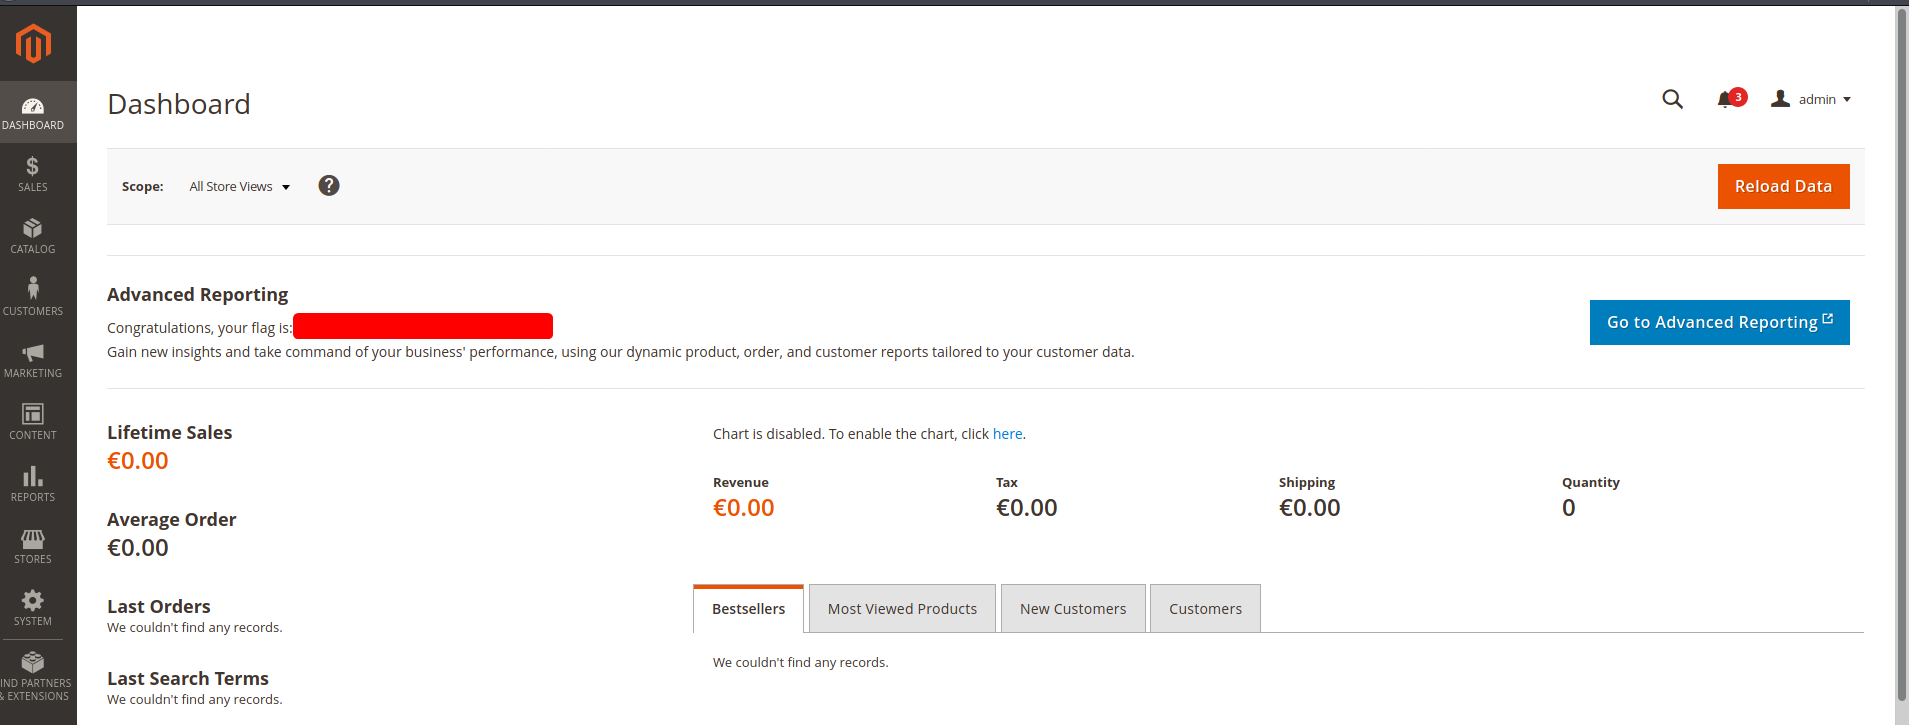 Dashboard
3
admin
DASHBOARD
SALES
CATALOG
CUSTOMERS
MARKETING
CONTENT
REPORTS
STORES
SYSTEM
IND PARTNERS
& EXTENSIONS
Scope: All Store Views ?
Reload Data
Advanced Reporting
Congratulations, your flag is:
Gain new insights and take command of your business' performance, using our dynamic product, order, and customer reports tailored to your customer data.
Go to Advanced Reporting
Lifetime Sales
€0.00
Average Order
€0.00
Last Orders
We couldn't find any records.
Last Search Terms
We couldn't find any records.
Chart is disabled. To enable the chart, click here.
Revenue Tax Shipping Quantity
€0.00 €0.00 €0.00 0
Bestsellers Most Viewed Products New Customers Customers
We couldn't find any records.